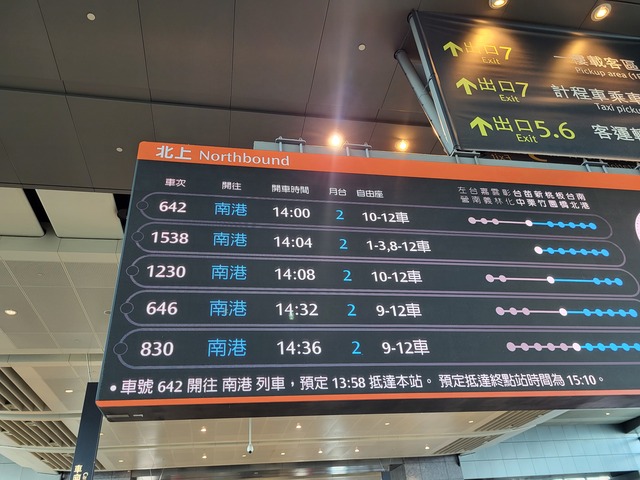 出口7
Exit
出口7
Exit
出口5.6
Exit
載客區
Pickup area
計程車乘車
Taxi pick
客運
北上 Northbound
車次 開往 開車時間 月台 自由座
左營 台南 嘉義 雲林 彰化 台中 苗栗 新竹 桃園 板橋 台北 南港
642 南港 14:00 2 10-12車
1538 南港 14:04 2 1-3,8-12車
1230 南港 14:08 2 10-12車
646 南港 14:32 2 9-12車
830 南港 14:36 2 9-12車
• 車號 642 開往 南港 列車，預定 13:58 抵達本站。 預定抵達終點站時間為 15:10。